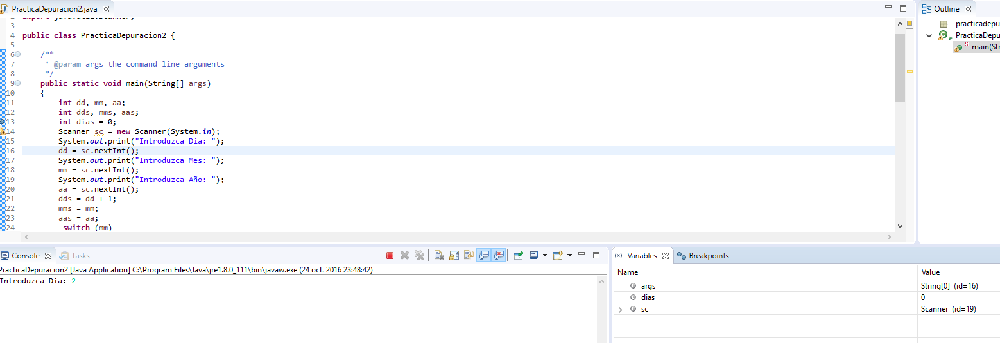 PracticaDepuracion2.java
3
4 public class PracticaDepuracion2 {
5
6 /**
7 * @param args the command line arguments
8 */
9 public static void main(String[] args)
10 {
11 int dd, mm, aa;
12 int dds, mms, aas;
13 int dias = 0;
14 Scanner sc = new Scanner(System.in);
15 System.out.print("Introduzca Día: ");
16 dd = sc.nextInt();
17 System.out.print("Introduzca Mes: ");
18 mm = sc.nextInt();
19 System.out.print("Introduzca Año: ");
20 aa = sc.nextInt();
21 dds = dd + 1;
22 mms = mm;
23 aas = aa;
24 switch (mm)
Outline
practicadepu
PracticaDepu
main(Str
Console Tasks
PracticaDepuracion2 [Java Application] C:\Program Files\Java\jre1.8.0_111\bin\javaw.exe (24 oct. 2016 23:48:42)
Introduzca Día: 2
(x)= Variables Breakpoints
Name Value
args String[0] (id=16)
dias 0
sc Scanner (id=19)